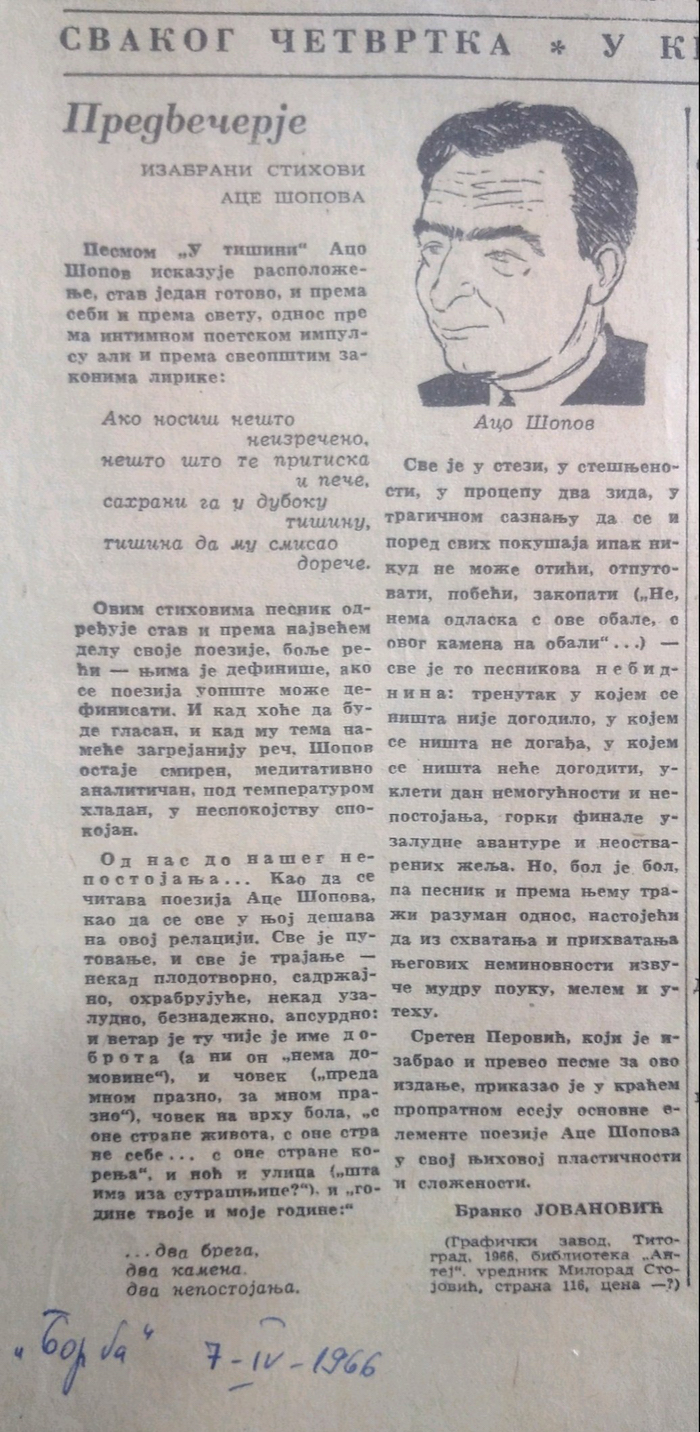 СВАКОГ ЧЕТВРТКА * У
Предвечерје
ИЗАБРАНИ СТИХОВИ
АЦЕ ШОПОВА
Песмом „У тишини“ Ацо
Шопов исказује расположе-
ње, став један готово, и према
себи и према свету, однос пре
ма интимном поетском импул-
су али и према свеопштим за-
конима лирике:
Ако носиш нешто
неизречено,
нешто што те притиска
и пече,
сахрани га у дубоку
тишину,
тишина да му смисао
дорече.
Овим стиховима песник од-
ређује став и према највећем
делу своје поезије, боље ре-
ћи — њима је дефинише, ако
се поезија уопште може де-
финисати. И кад хоће да бу-
де гласан, и кад му тема на-
меће загрејанију реч, Шопов
остаје смирен, медитативно
аналитичан, под температуром
хладан, у неспокојству спо-
којан.
Од нас до нашег не-
постојања... Као да се
читава поезија Аце Шопова,
као да се све у њој дешава
на овој релацији. Све је пу-
товање, и све је трајање —
некад плодотворно, садржај-
но, охрабрујуће, некад уза-
лудно, безнадежно, апсурдно:
и ветар је ту чије је име до-
брота (а ни он „нема до-
мовине“), и човек („преда
мном празно, за мном пра-
зно“), човек на врху бола, „с
оне стране живота, с оне стра
не себе... с оне стране ко-
рења“, и ноћ и улица („шта
има иза сутрашњице?“), и „го-
дине твоје и моје године:“
...два брега,
два камена.
два непостојања.
Ацо Шопов
Све је у стези, у стешњено-
сти, у процепу два зида, у
трагичном сазнању да се и
поред свих покушаја ипак ни-
куд не може отићи, отпуто-
вати, побећи, закопати („Не,
нема одласка с ове обале, с
овог камена на обали“...) —
све је то песникова небид-
нина: тренутак у којем се
ништа није догодило, у којем
се ништа не догађа, у којем
се ништа неће догодити, у-
клети дан немогућности и не-
постојања, горки финале у-
залудне авантуре и неоства-
рених жеља. Но, бол је бол,
па песник и према њему тра-
жи разуман однос, настојећи
да из схватања и прихватања
његових неминовности изву-
че мудру поуку, мелем и у-
теху.
Сретен Перовић, који је и-
забрао и превео песме за ово
издање, приказао је у краћем
пропратном есеју основне е-
лементе поезије Аце Шопова
у свој њиховој пластичности
и сложености.
Бранко ЈОВАНОВИЋ
(Графички завод, Тито-
град, 1966, библиотека „Ан-
теј“, уредник Милорад Сто-
јовић, страна 116, цена —?)
„Борба“ 7-IV-1966